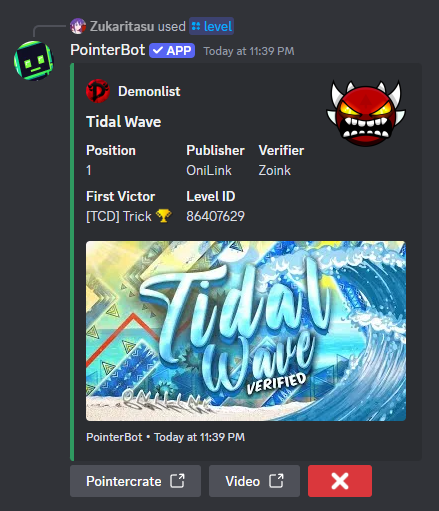 Zukaritasu used level
PointerBot ✓ APP Today at 11:39 PM
Demonlist
Tidal Wave
Position Publisher Verifier
1 OniLink Zoink
First Victor Level ID
[TCD] Trick 🏆 86407629
Tidal
Wave
VERIFIED
ONILINK
PointerBot • Today at 11:39 PM
Pointercrate Video